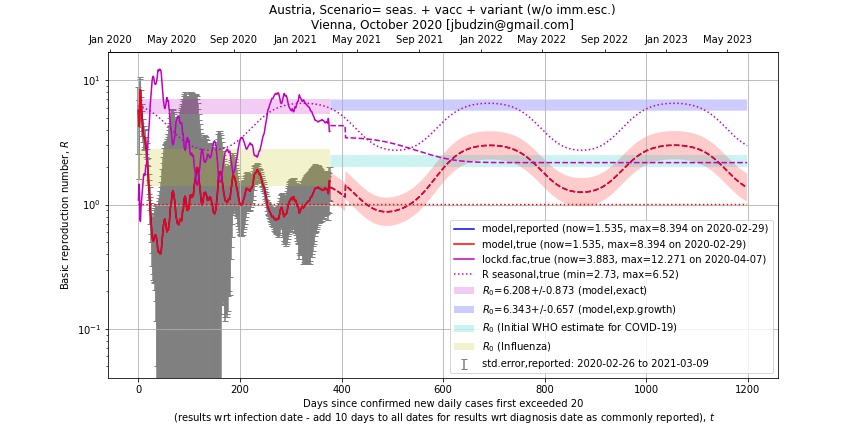 Austria, Scenario= seas. + vacc + variant (w/o imm.esc.)
Vienna, October 2020 [jbudzin@gmail.com]
Jan 2020 May 2020 Sep 2020 Jan 2021 May 2021 Sep 2021 Jan 2022 May 2022 Sep 2022 Jan 2023 May 2023
Basic reproduction number, R
10¹
10⁰
10⁻¹
model,reported (now=1.535, max=8.394 on 2020-02-29)
model,true (now=1.535, max=8.394 on 2020-02-29)
lockd.fac,true (now=3.883, max=12.271 on 2020-04-07)
R seasonal,true (min=2.73, max=6.52)
R₀=6.208+/-0.873 (model,exact)
R₀=6.343+/-0.657 (model,exp.growth)
R₀ (Initial WHO estimate for COVID-19)
R₀ (Influenza)
std.error,reported: 2020-02-26 to 2021-03-09
0 200 400 600 800 1000 1200
Days since confirmed new daily cases first exceeded 20
(results wrt infection date - add 10 days to all dates for results wrt diagnosis date as commonly reported), t